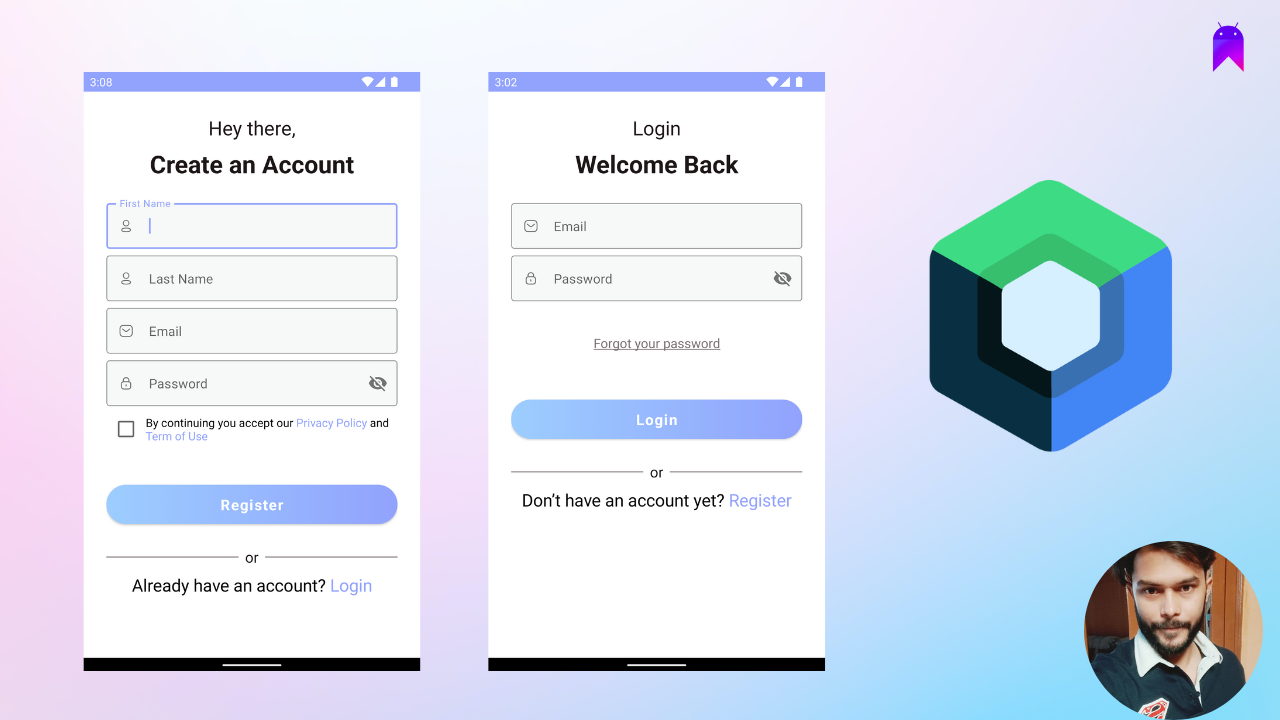 3:08
Hey there,
Create an Account
First Name
Last Name
Email
Password
By continuing you accept our Privacy Policy and
Term of Use
Register
or
Already have an account? Login
3:02
Login
Welcome Back
Email
Password
Forgot your password
Login
or
Don’t have an account yet? Register